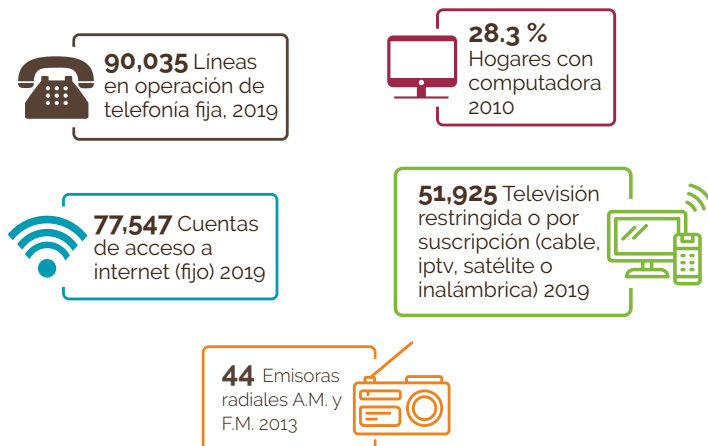 90,035 Líneas
en operación de
telefonía fija, 2019
28.3 %
Hogares con
computadora
2010
77,547 Cuentas
de acceso a
internet (fijo) 2019
51,925 Televisión
restringida o por
suscripción (cable,
iptv, satélite o
inalámbrica) 2019
44 Emisoras
radiales A.M. y
F.M. 2013